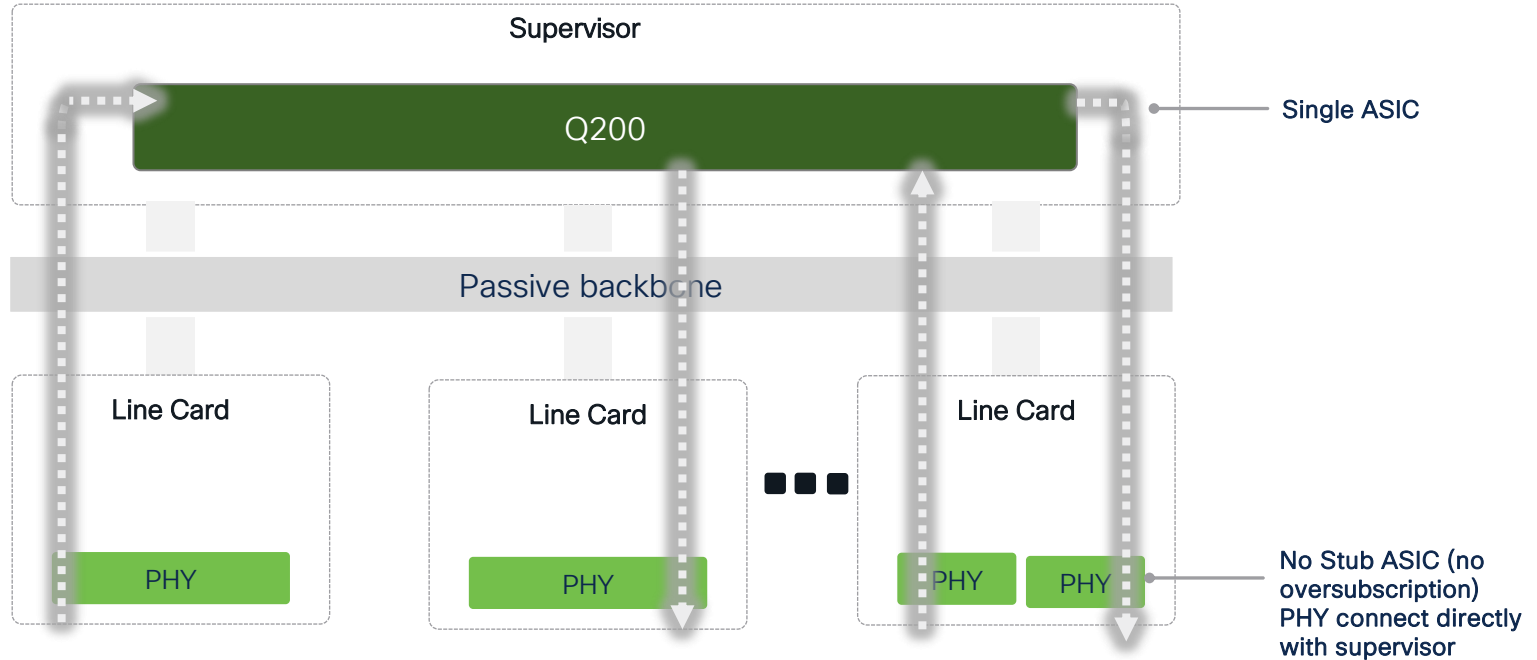 Supervisor
Q200
Single ASIC
Passive backbone
Line Card
Line Card
Line Card
PHY
PHY
PHY
PHY
No Stub ASIC (no
oversubscription)
PHY connect directly
with supervisor